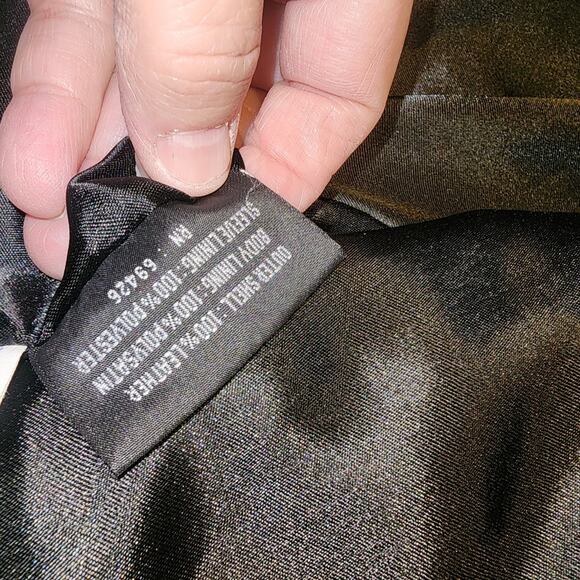 OUTER SHELL : 100% LEATHER
BODY LINING : 100% POLYSATIN
SLEEVE LINING : 100% POLYESTER
RN : 69426